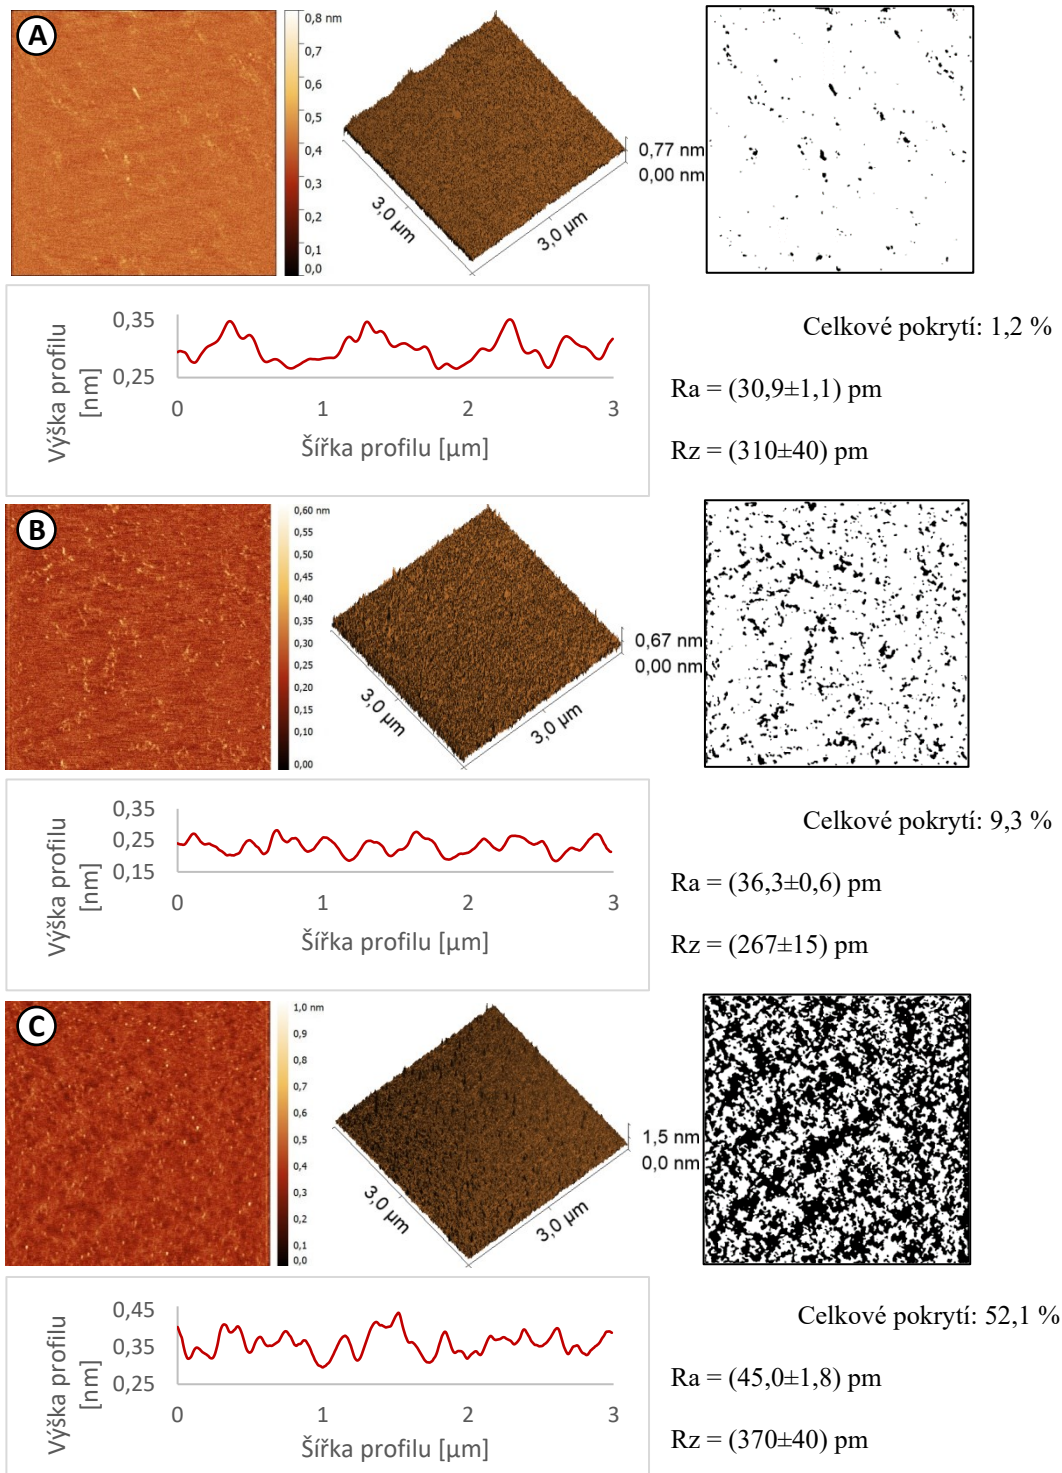 A
0,8 nm
0,7
0,6
0,5
0,4
0,3
0,2
0,1
0,0
3,0 µm
3,0 µm
0,77 nm
0,00 nm
Výška profilu [nm]
0,35
0,25
0 1 2 3
Šířka profilu [µm]
Celkové pokrytí: 1,2 %
Ra = (30,9±1,1) pm
Rz = (310±40) pm
B
0,60 nm
0,55
0,50
0,45
0,40
0,35
0,30
0,25
0,20
0,15
0,10
0,00
3,0 µm
3,0 µm
0,67 nm
0,00 nm
Výška profilu [nm]
0,35
0,25
0,15
0 1 2 3
Šířka profilu [µm]
Celkové pokrytí: 9,3 %
Ra = (36,3±0,6) pm
Rz = (267±15) pm
C
1,0 nm
0,9
0,8
0,7
0,6
0,5
0,4
0,3
0,2
0,1
0,0
3,0 µm
3,0 µm
1,5 nm
0,0 nm
Výška profilu [nm]
0,45
0,35
0,25
0 1 2 3
Šířka profilu [µm]
Celkové pokrytí: 52,1 %
Ra = (45,0±1,8) pm
Rz = (370±40) pm